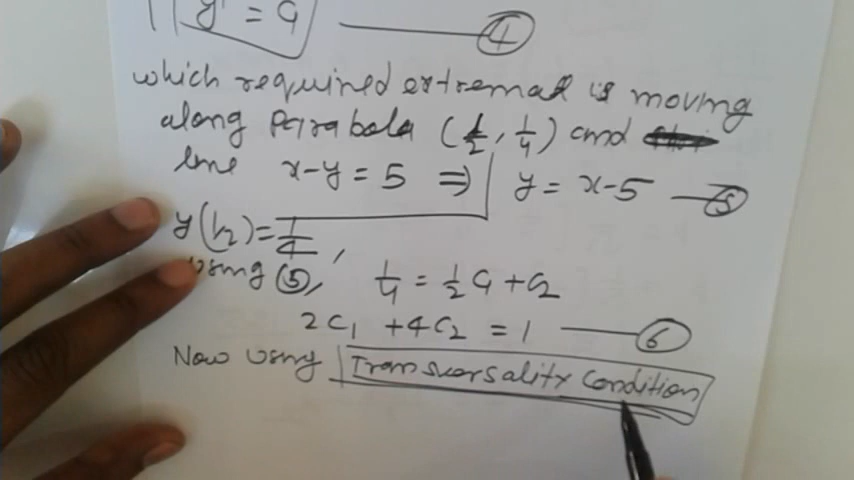 y' = C₁ ④
which required extremal is moving
along Parabola (1/2, 1/4) and
line x-y = 5 ⇒ y = x-5 ⑤
y(1/2) = 1/4,
using ⑤, 1/4 = 1/2 C₁ + C₂
2C₁ + 4C₂ = 1 ⑥
Now using Transversality Condition